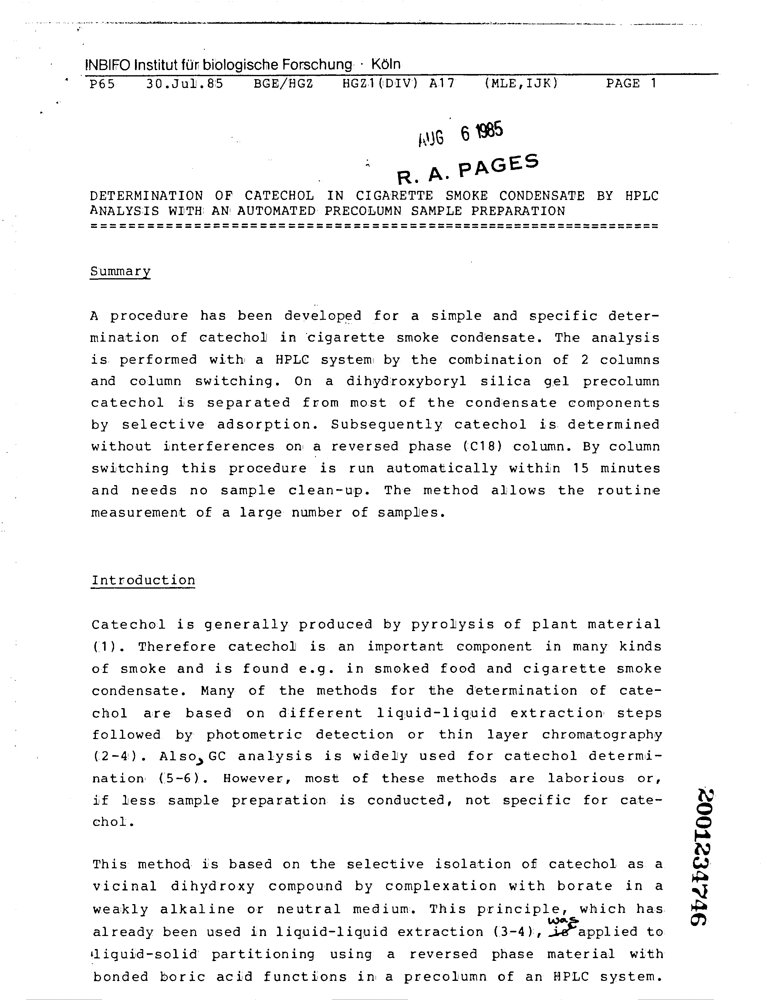 INBIFO Institut für biologische Forschung · Köln
P65 30.Jul.85 BGE/HGZ HGZ1(DIV) A17 (MLE,IJK) PAGE 1
AUG 6 1985
R. A. PAGES
DETERMINATION OF CATECHOL IN CIGARETTE SMOKE CONDENSATE BY HPLC
ANALYSIS WITH AN AUTOMATED PRECOLUMN SAMPLE PREPARATION
===============================================================
Summary
A procedure has been developed for a simple and specific deter-
mination of catechol in cigarette smoke condensate. The analysis
is performed with a HPLC system by the combination of 2 columns
and column switching. On a dihydroxyboryl silica gel precolumn
catechol is separated from most of the condensate components
by selective adsorption. Subsequently catechol is determined
without interferences on a reversed phase (C18) column. By column
switching this procedure is run automatically within 15 minutes
and needs no sample clean-up. The method allows the routine
measurement of a large number of samples.
Introduction
Catechol is generally produced by pyrolysis of plant material
(1). Therefore catechol is an important component in many kinds
of smoke and is found e.g. in smoked food and cigarette smoke
condensate. Many of the methods for the determination of cate-
chol are based on different liquid-liquid extraction steps
followed by photometric detection or thin layer chromatography
(2-4). Also, GC analysis is widely used for catechol determi-
nation (5-6). However, most of these methods are laborious or,
if less sample preparation is conducted, not specific for cate-
chol.
This method is based on the selective isolation of catechol as a
vicinal dihydroxy compound by complexation with borate in a
weakly alkaline or neutral medium. This principle, which has
was
already been used in liquid-liquid extraction (3-4), is applied to
liquid-solid partitioning using a reversed phase material with
bonded boric acid functions in a precolumn of an HPLC system.
2001234746